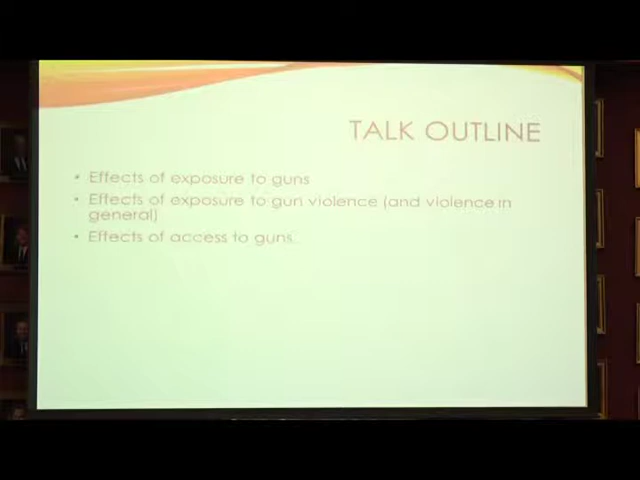 TALK OUTLINE
• Effects of exposure to guns
• Effects of exposure to gun violence (and violence in
general)
• Effects of access to guns